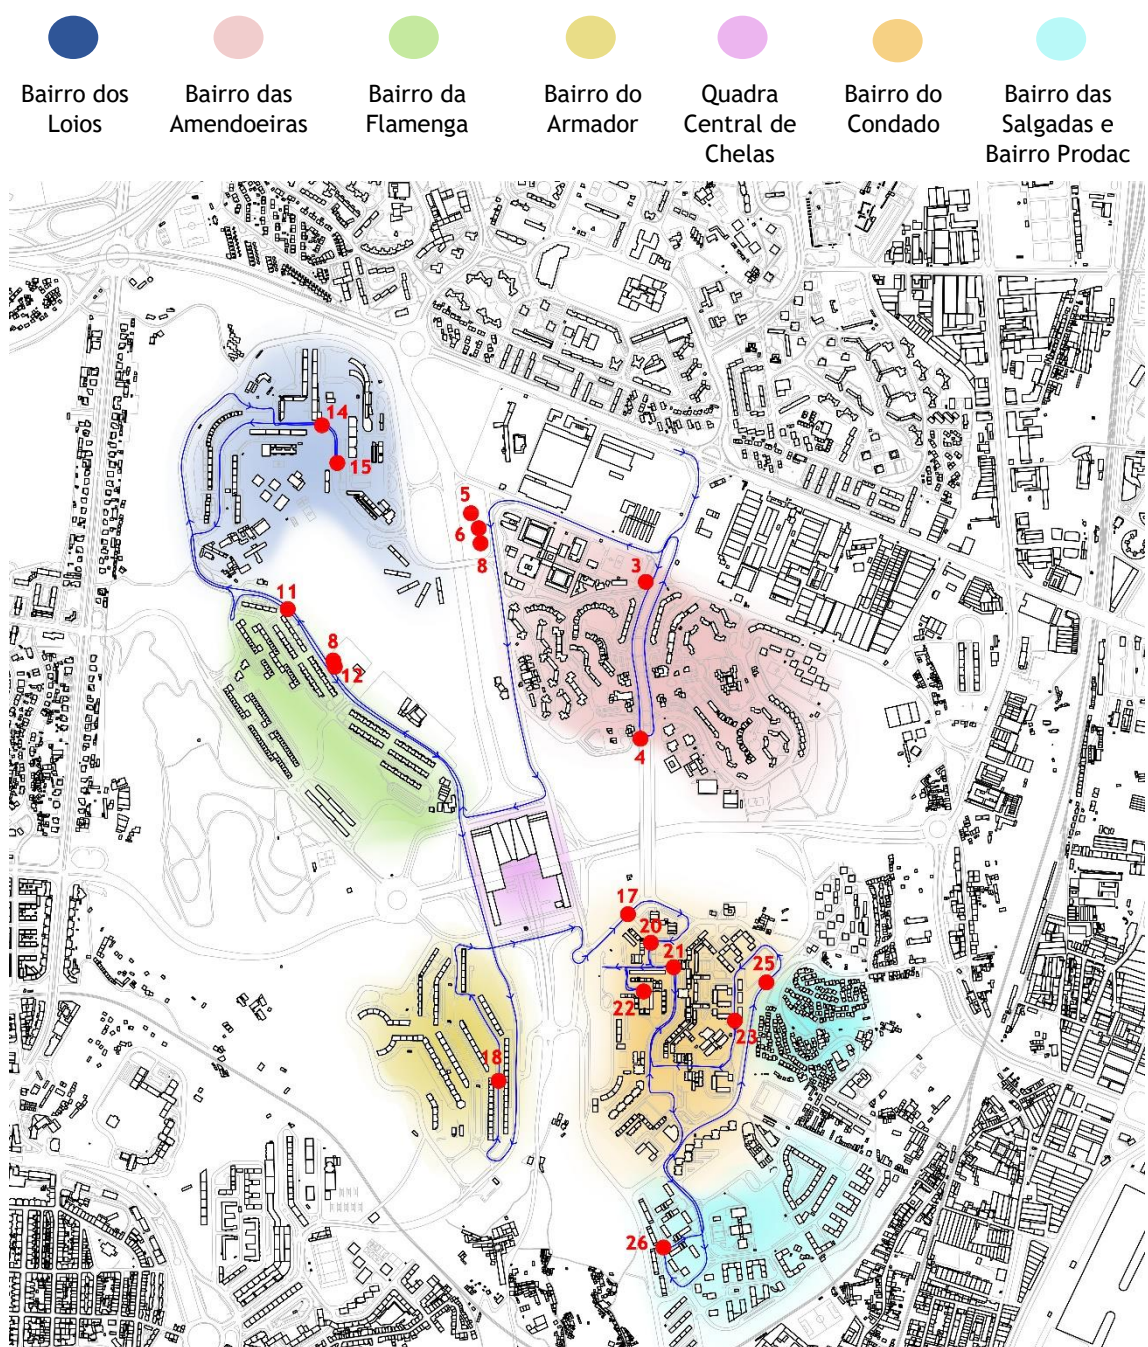 Bairro dos
Loios
Bairro das
Amendoeiras
Bairro da
Flamenga
Bairro do
Armador
Quadra
Central de
Chelas
Bairro do
Condado
Bairro das
Salgadas e
Bairro Prodac
14
15
5
6
8
3
11
8
12
4
17
20
21
25
22
23
18
26